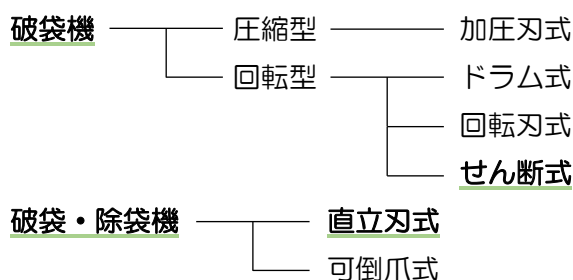 破袋機 圧縮型 加圧刃式
回転型 ドラム式
回転刃式
せん断式
破袋・除袋機 直立刃式
可倒爪式